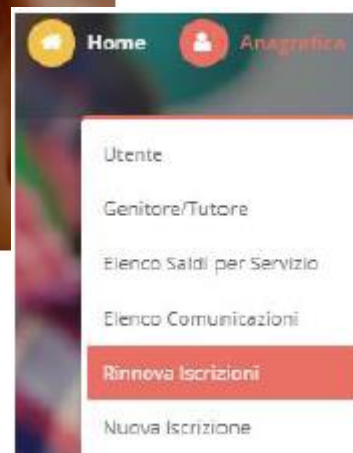 Home Anagrafica
Utente
Genitore/Tutore
Elenco Saldi per Servizio
Elenco Comunicazioni
Rinnova Iscrizioni
Nuova Iscrizione